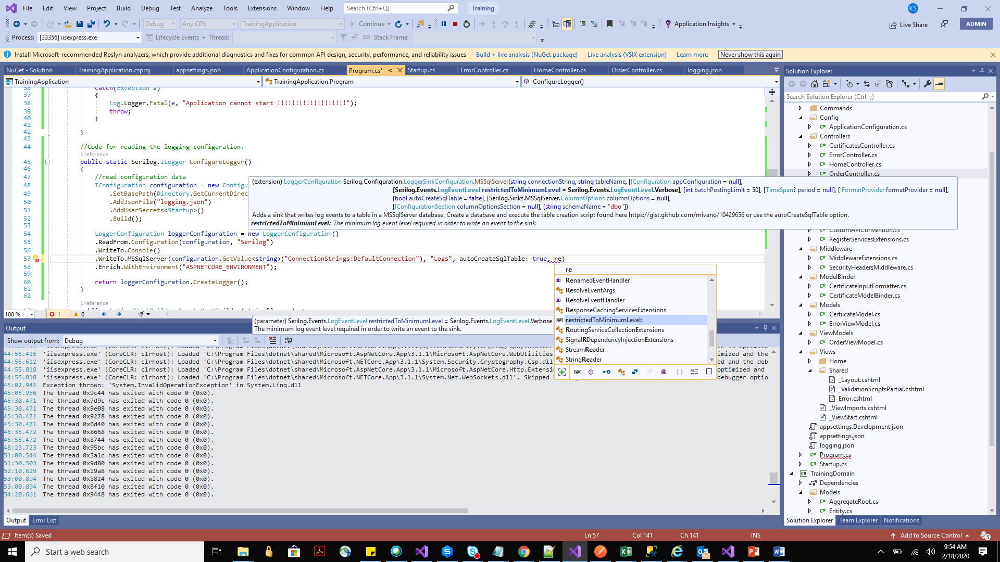 File Edit View Project Build Debug Test Analyze Tools Extensions Window Help Search (Ctrl+Q) Training KS
Debug Any CPU TrainingApplication Continue Application Insights Live Share ADMIN
Process: [33356] iisexpress.exe Lifecycle Events Thread: Stack Frame:
Install Microsoft-recommended Roslyn analyzers, which provide additional diagnostics and fixes for common API design, security, performance, and reliability issues Build + live analysis (NuGet package) Live analysis (VSIX extension) Learn more Never show this again
NuGet - Solution TrainingApplication.csproj appsettings.json ApplicationConfiguration.cs Program.cs* Startup.cs ErrorController.cs HomeController.cs OrderController.cs logging.json
TrainingApplication TrainingApplication.Program ConfigureLogger()
36 catch(Exception e)
37 {
38 Log.Logger.Fatal(e, "Application cannot start !!!!!!!!!!!!!!!!!!!");
39 throw;
40 }
41
42 }
43
44 //Code for reading the logging configuration.
1 reference
45 public static Serilog.ILogger ConfigureLogger()
46 {
47 //read configuration data
48 IConfiguration configuration = new Configu
49 .SetBasePath(Directory.GetCurrentDirec
50 .AddJsonFile("logging.json")
51 .AddUserSecrets<Startup>()
52 .Build();
53
54 LoggerConfiguration loggerConfiguration = new LoggerConfiguration()
55 .ReadFrom.Configuration(configuration, "Serilog")
56 .WriteTo.Console()
57 .WriteTo.MSSqlServer(configuration.GetValue<string>("ConnectionStrings:DefaultConnection"), "Logs", autoCreateSqlTable: true, re)
58 .Enrich.WithEnvironment("ASPNETCORE_ENVIRONMENT");
59
60 return loggerConfiguration.CreateLogger();
61 }
62
1 reference
(extension) LoggerConfiguration Serilog.Configuration.LoggerSinkConfiguration.MSSqlServer(string connectionString, string tableName, [IConfiguration appConfiguration = null],
[Serilog.Events.LogEventLevel restrictedToMinimumLevel = Serilog.Events.LogEventLevel.Verbose], [int batchPostingLimit = 50], [TimeSpan? period = null], [IFormatProvider formatProvider = null],
[bool autoCreateSqlTable = false], [Serilog.Sinks.MSSqlServer.ColumnOptions columnOptions = null],
[IConfigurationSection columnOptionsSection = null], [string schemaName = "dbo"])
Adds a sink that writes log events to a table in a MSSqlServer database. Create a database and execute the table creation script found here https://gist.github.com/mivano/10429656 or use the autoCreateSqlTable option.
restrictedToMinimumLevel: The minimum log event level required in order to write an event to the sink.
re
RenamedEventHandler
ResolveEventArgs
ResolveEventHandler
ResponseCachingServicesExtensions
restrictedToMinimumLevel:
RoutingServiceCollectionExtensions
SignalRDependencyInjectionExtensions
StreamReader
StringReader
(parameter) Serilog.Events.LogEventLevel restrictedToMinimumLevel = Serilog.Events.LogEventLevel.Verbose
The minimum log event level required in order to write an event to the sink.
100 % 1 0
Output
Show output from: Debug
44:55.415 'iisexpress.exe' (CoreCLR: clrhost): Loaded 'C:\Program Files\dotnet\shared\Microsoft.AspNetCore.App\3.1.1\Microsoft.AspNetCore.WebUtilities timized and the
44:55.612 'iisexpress.exe' (CoreCLR: clrhost): Loaded 'C:\Program Files\dotnet\shared\Microsoft.NETCore.App\3.1.1\System.Security.Cryptography.Csp.dll ed and the deb
44:55.818 'iisexpress.exe' (CoreCLR: clrhost): Loaded 'C:\Program Files\dotnet\shared\Microsoft.AspNetCore.App\3.1.1\Microsoft.AspNetCore.Http.Extensio optimized and
44:55.818 'iisexpress.exe' (CoreCLR: clrhost): Loaded 'C:\Program Files\dotnet\shared\Microsoft.NETCore.App\3.1.1\System.Net.WebSockets.dll'. Skipped debugger optio
45:02.941 Exception thrown: 'System.InvalidOperationException' in System.Linq.dll
45:05.956 The thread 0x9c44 has exited with code 0 (0x0).
45:30.471 The thread 0x7d9c has exited with code 0 (0x0).
45:30.471 The thread 0x9e08 has exited with code 0 (0x0).
45:30.471 The thread 0x9278 has exited with code 0 (0x0).
45:30.471 The thread 0x6d40 has exited with code 0 (0x0).
46:35.472 The thread 0x8668 has exited with code 0 (0x0).
46:55.472 The thread 0x8744 has exited with code 0 (0x0).
48:23.723 The thread 0x95bc has exited with code 0 (0x0).
51:00.544 The thread 0x3a1c has exited with code 0 (0x0).
51:30.503 The thread 0x9d80 has exited with code 0 (0x0).
52:10.629 The thread 0x19a8 has exited with code 0 (0x0).
53:00.894 The thread 0x8824 has exited with code 0 (0x0).
53:00.894 The thread 0x8f10 has exited with code 0 (0x0).
54:20.661 The thread 0x9448 has exited with code 0 (0x0).
Output Error List
Solution Explorer
Search Solution Explorer (Ctrl+;)
Commands
Config
ApplicationConfiguration.cs
Controllers
CertificatesController.cs
ErrorController.cs
HomeController.cs
OrderController.cs
CustomAPIConvention.cs
RegisterServicesExtensions.cs
Middleware
MiddlewareExtensions.cs
SecurityHeadersMiddleware.cs
ModelBinder
CertificateInputFormatter.cs
CertificateModelBinder.cs
Models
CertiicateModel.cs
ErrorViewModel.cs
ViewModels
OrderViewModel.cs
Views
Home
Shared
_Layout.cshtml
_ValidationScriptsPartial.cshtml
Error.cshtml
_ViewImports.cshtml
_ViewStart.cshtml
appsettings.Development.json
appsettings.json
logging.json
Program.cs
Startup.cs
TrainingDomain
Dependencies
Models
AggregateRoot.cs
Entity.cs
Solution Explorer Team Explorer Notifications
Item(s) Saved Ln 57 Col 141 Ch 141 INS Add to Source Control 3
Start a web search
9:54 AM
2/18/2020